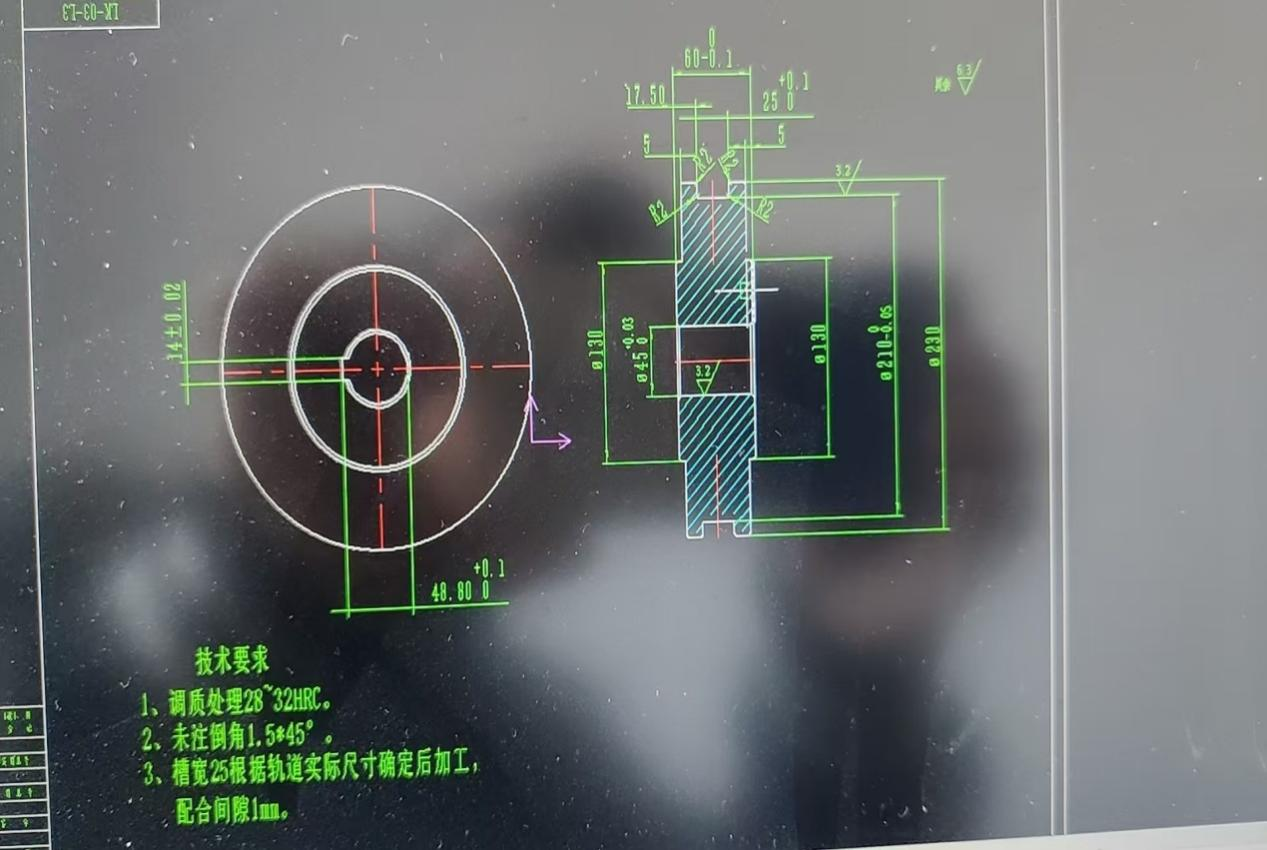 LK-03-L3
0
60-0.1
17.50
+0.1
25 0
5
5
R2
R2
R2
R2
其余
6.3
3.2
14±0.02
ø130
+0.03
ø45 0
3.2
ø130
0
ø210-0.05
ø230
+0.1
48.80 0
技术要求
1、调质处理28~32HRC。
2、未注倒角1.5*45°。
3、槽宽25根据轨道实际尺寸确定后加工，
配合间隙1mm。